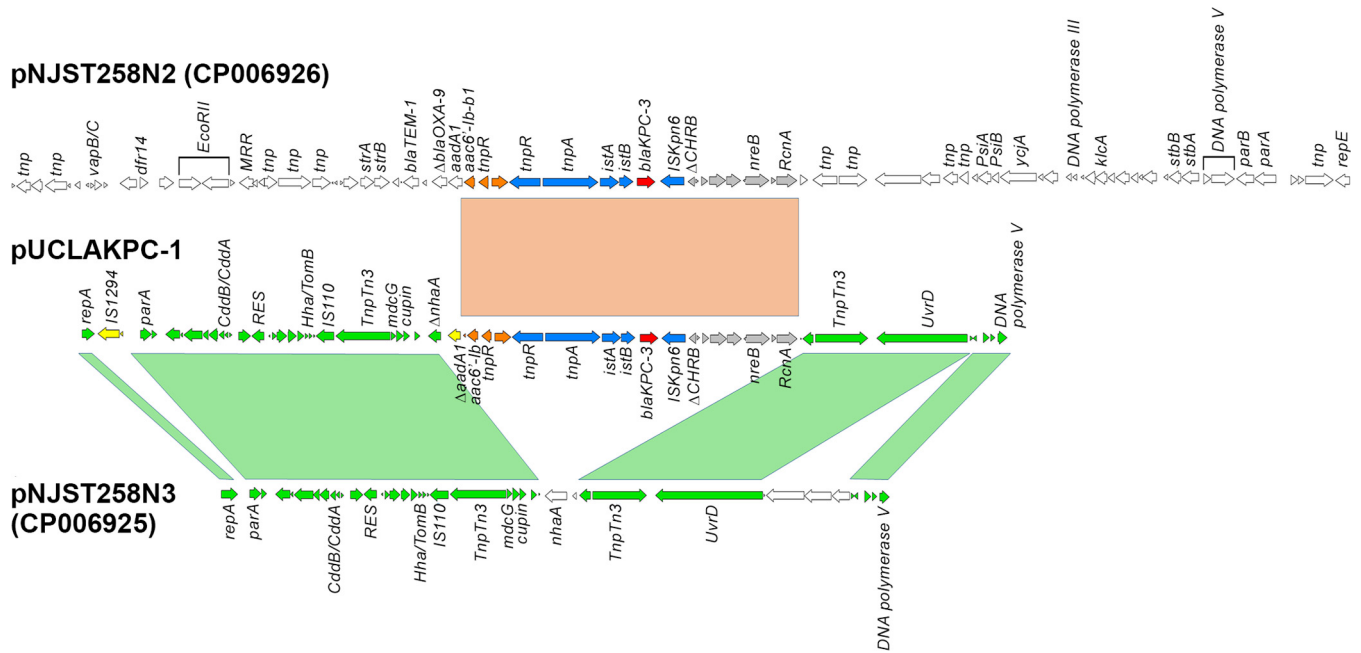 pNJST258N2 (CP006926)
tnp
tnp
vapB/C
dfr14
EcoRII
MRR
tnp
tnp
tnp
strA
strB
blaTEM-1
ΔblaOXA-9
aadA1
aac6'-Ib-b1
tnpR
tnpR
tnpA
istA
istB
blaKPC-3
ISKpn6
ΔCHRB
nreB
RcnA
tnp
tnp
tnp
tnp
PsiA
PsiB
ycjA
DNA polymerase III
klcA
stbB
stbA
DNA polymerase V
parB
parA
tnp
repE
pUCLAKPC-1
repA
IS1294
parA
CddB/CddA
RES
Hha/TomB
IS110
TnpTn3
mdcG
cupin
ΔnhaA
ΔaadA1
aac6'-Ib
tnpR
tnpR
tnpA
istA
istB
blaKPC-3
ISKpn6
ΔCHRB
nreB
RcnA
TnpTn3
UvrD
DNA
polymerase V
pNJST258N3
(CP006925)
repA
parA
CddB/CddA
RES
Hha/TomB
IS110
TnpTn3
mdcG
cupin
nhaA
TnpTn3
UvrD
DNA polymerase V